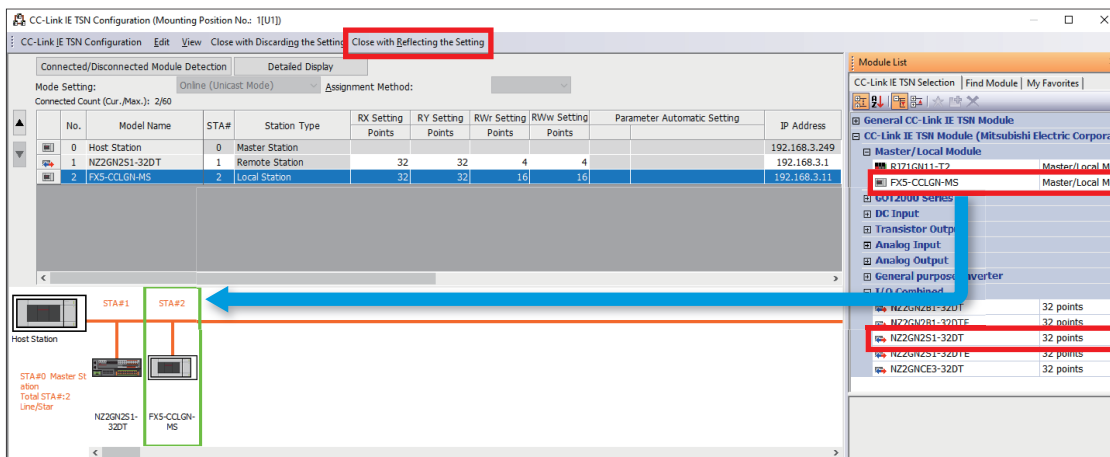 CC-Link IE TSN Configuration (Mounting Position No.: 1[U1])
CC-Link IE TSN Configuration Edit View Close with Discarding the Setting Close with Reflecting the Setting
Connected/Disconnected Module Detection Detailed Display
Mode Setting: Online (Unicast Mode) Assignment Method:
Connected Count (Cur./Max.): 2/60
No. Model Name STA# Station Type RX Setting RY Setting RWr Setting RWw Setting Parameter Automatic Setting IP Address
Points Points Points Points
0 Host Station 0 Master Station 192.168.3.249
1 NZ2GN2S1-32DT 1 Remote Station 32 32 4 4 192.168.3.1
2 FX5-CCLGN-MS 2 Local Station 32 32 16 16 192.168.3.11
STA#1 STA#2
Host Station
STA#0 Master St
ation
Total STA#:2
Line/Star
NZ2GN2S1-
32DT
FX5-CCLGN-
MS
Module List
CC-Link IE TSN Selection Find Module My Favorites
General CC-Link IE TSN Module
CC-Link IE TSN Module (Mitsubishi Electric Corpora
Master/Local Module
RJ71GN11-T2 Master/Local M
FX5-CCLGN-MS Master/Local M
GOT2000 Series
DC Input
Transistor Outp
Analog Input
Analog Output
General purpose Inverter
I/O Combined
NZ2GN2B1-32DT 32 points
NZ2GN2B1-32DTE 32 points
NZ2GN2S1-32DT 32 points
NZ2GN2S1-32DTE 32 points
NZ2GNCE3-32DT 32 points